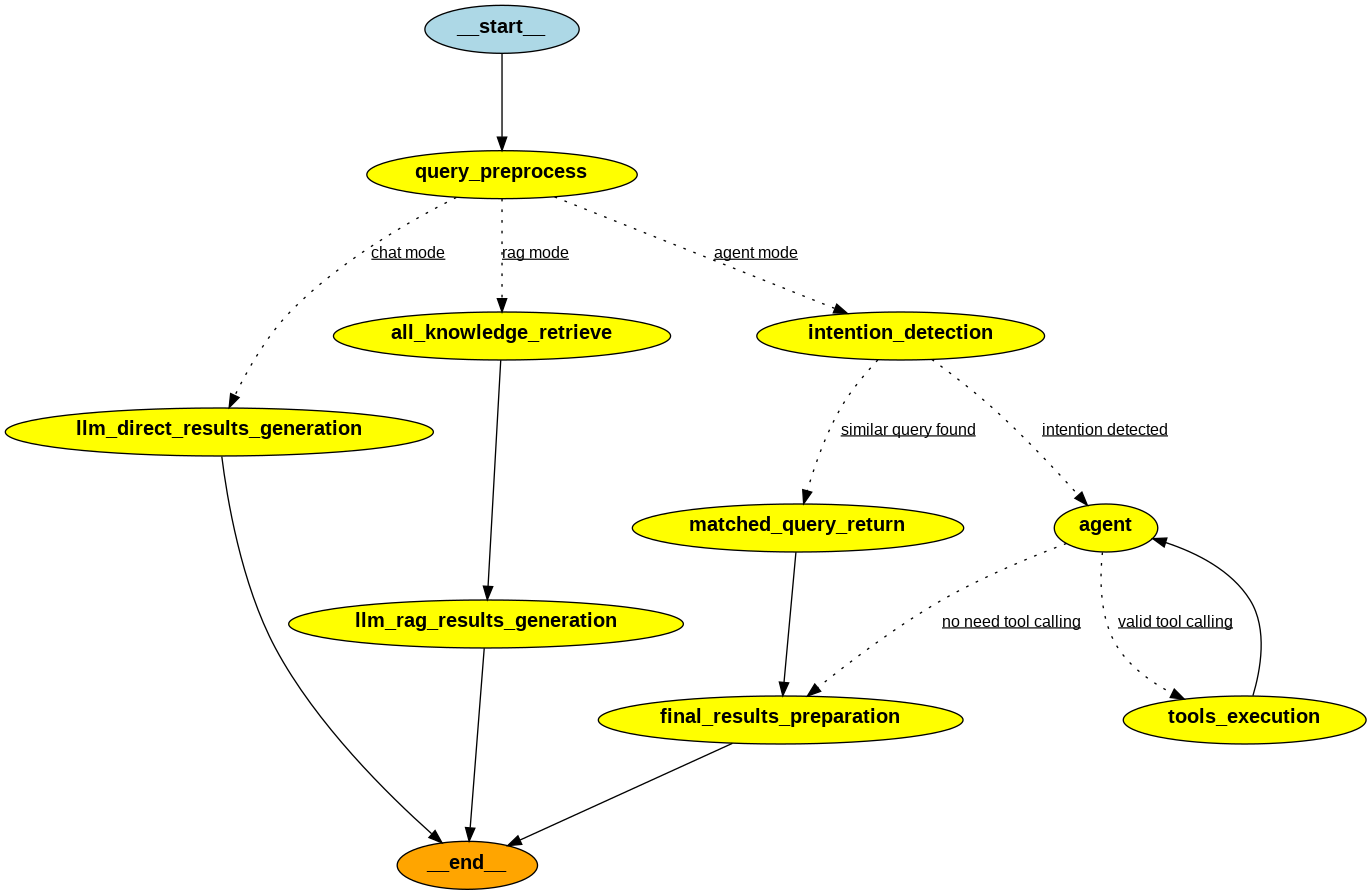 __start__
query_preprocess
chat mode
rag mode
agent mode
all_knowledge_retrieve
intention_detection
llm_direct_results_generation
similar query found
intention detected
matched_query_return
agent
llm_rag_results_generation
no need tool calling
valid tool calling
final_results_preparation
tools_execution
__end__